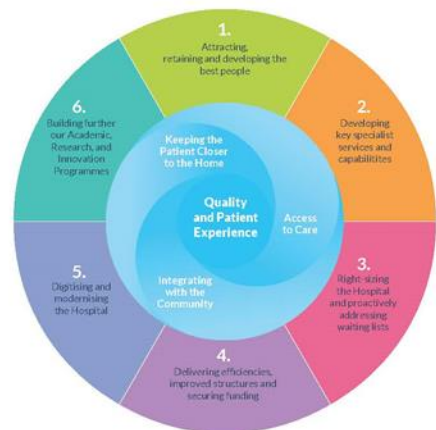 1.
Attracting,
retaining and developing the
best people
2.
Developing
key specialist
services and
capabilitites
3.
Right-sizing
the Hospital
and proactively
addressing
waiting lists
4.
Delivering efficiencies,
improved structures and
securing funding
5.
Digitising and
modernising
the Hospital
6.
Building further
our Academic,
Research, and
Innovation
Programmes
Keeping the
Patient Closer
to the Home
Access
to Care
Integrating
with the
Community
Quality
and Patient
Experience